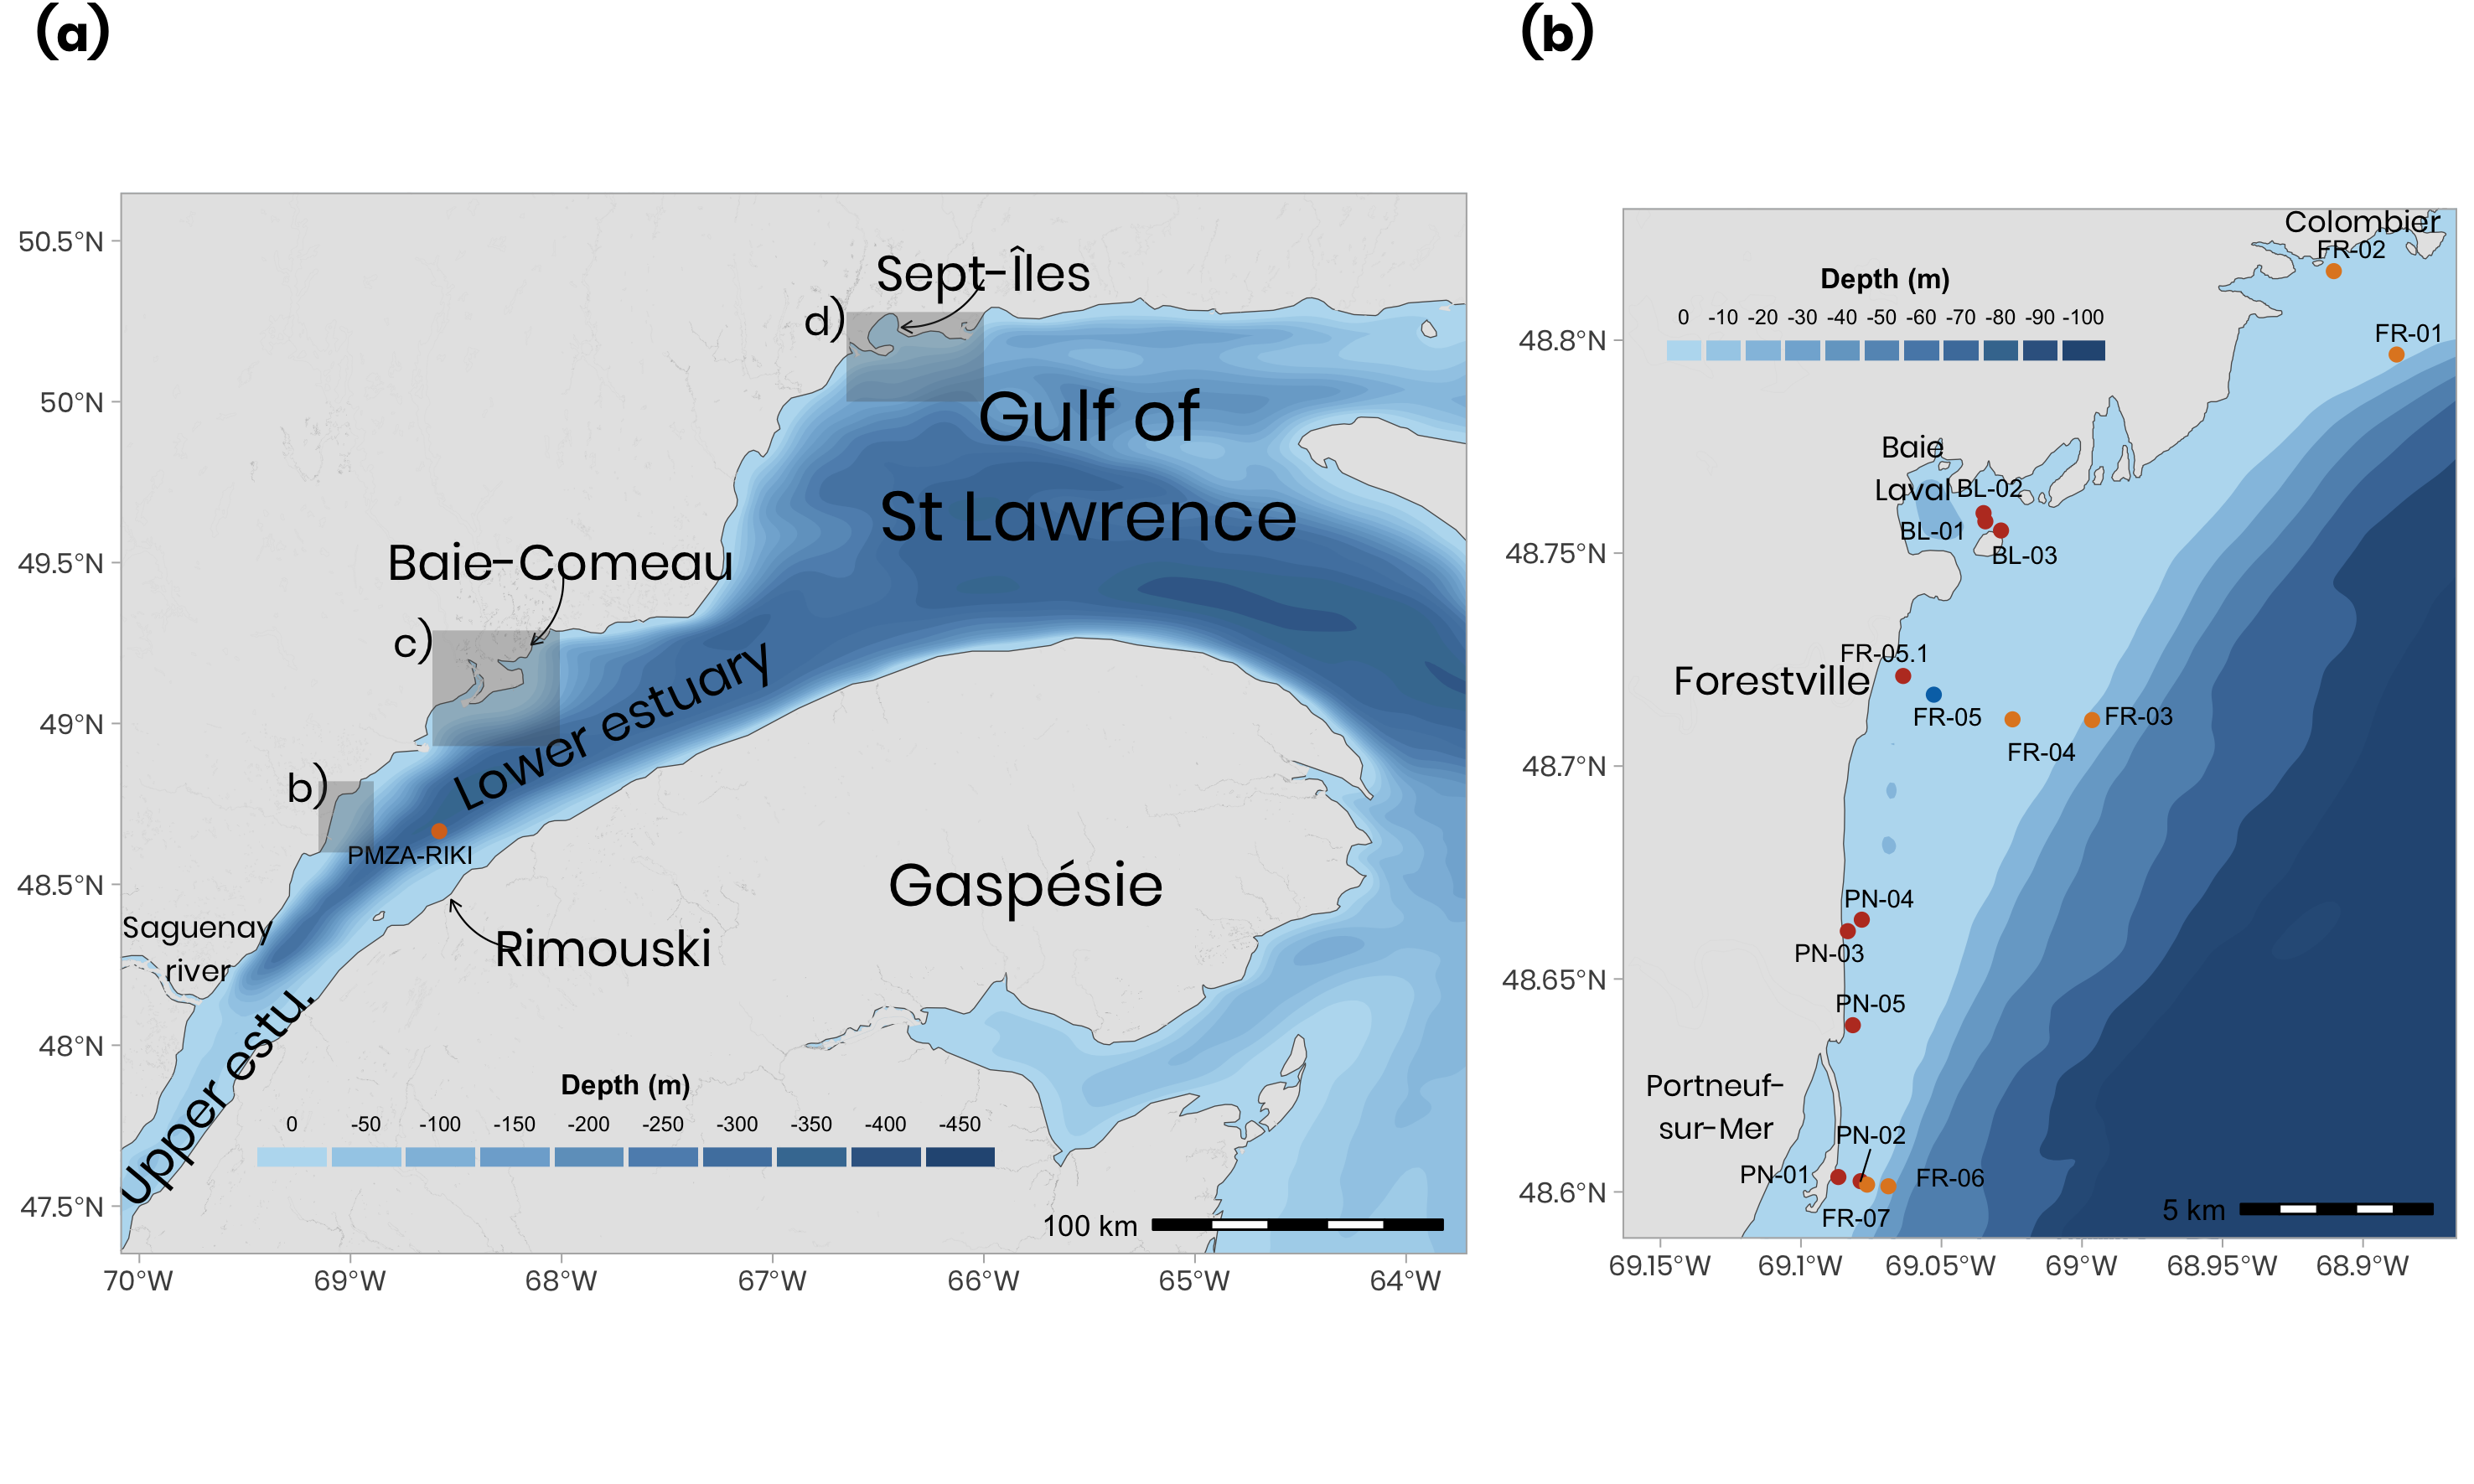 (a)
50.5°N
50°N
49.5°N
49°N
48.5°N
48°N
47.5°N
70°W
69°W
68°W
67°W
66°W
65°W
64°W
Sept-Îles
d)
Gulf of
St Lawrence
Baie-Comeau
c)
Lower estuary
b)
PMZA-RIKI
Gaspésie
Saguenay
river
Rimouski
Upper estu.
Depth (m)
0 -50 -100 -150 -200 -250 -300 -350 -400 -450
100 km
(b)
48.8°N
48.75°N
48.7°N
48.65°N
48.6°N
69.15°W
69.1°W
69.05°W
69°W
68.95°W
68.9°W
Colombier
FR-02
Depth (m)
0 -10 -20 -30 -40 -50 -60 -70 -80 -90 -100
FR-01
Baie
Laval
BL-02
BL-01
BL-03
FR-05.1
Forestville
FR-05
FR-03
FR-04
PN-04
PN-03
PN-05
Portneuf-
sur-Mer
PN-02
PN-01
FR-06
FR-07
5 km